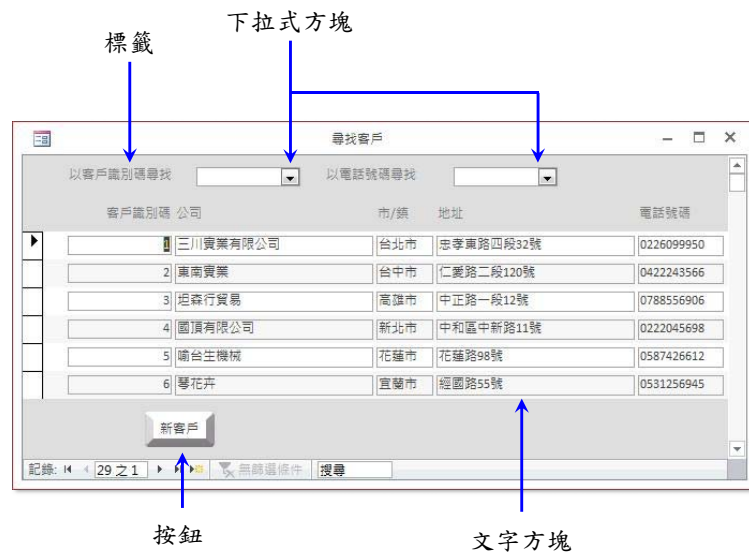 下拉式方塊
標籤
尋找客戶
以客戶識別碼尋找 以電話號碼尋找
客戶識別碼 公司 市/鎮 地址 電話號碼
1 三川實業有限公司 台北市 忠孝東路四段32號 0226099950
2 東南實業 台中市 仁愛路二段120號 0422243566
3 坦森行貿易 高雄市 中正路一段12號 0788556906
4 國頂有限公司 新北市 中和區中新路11號 0222045698
5 喻台生機械 花蓮市 花蓮路98號 0587426612
6 琴花卉 宜蘭市 經國路55號 0531256945
新客戶
記錄: 29 之 1 無篩選條件 搜尋
按鈕 文字方塊